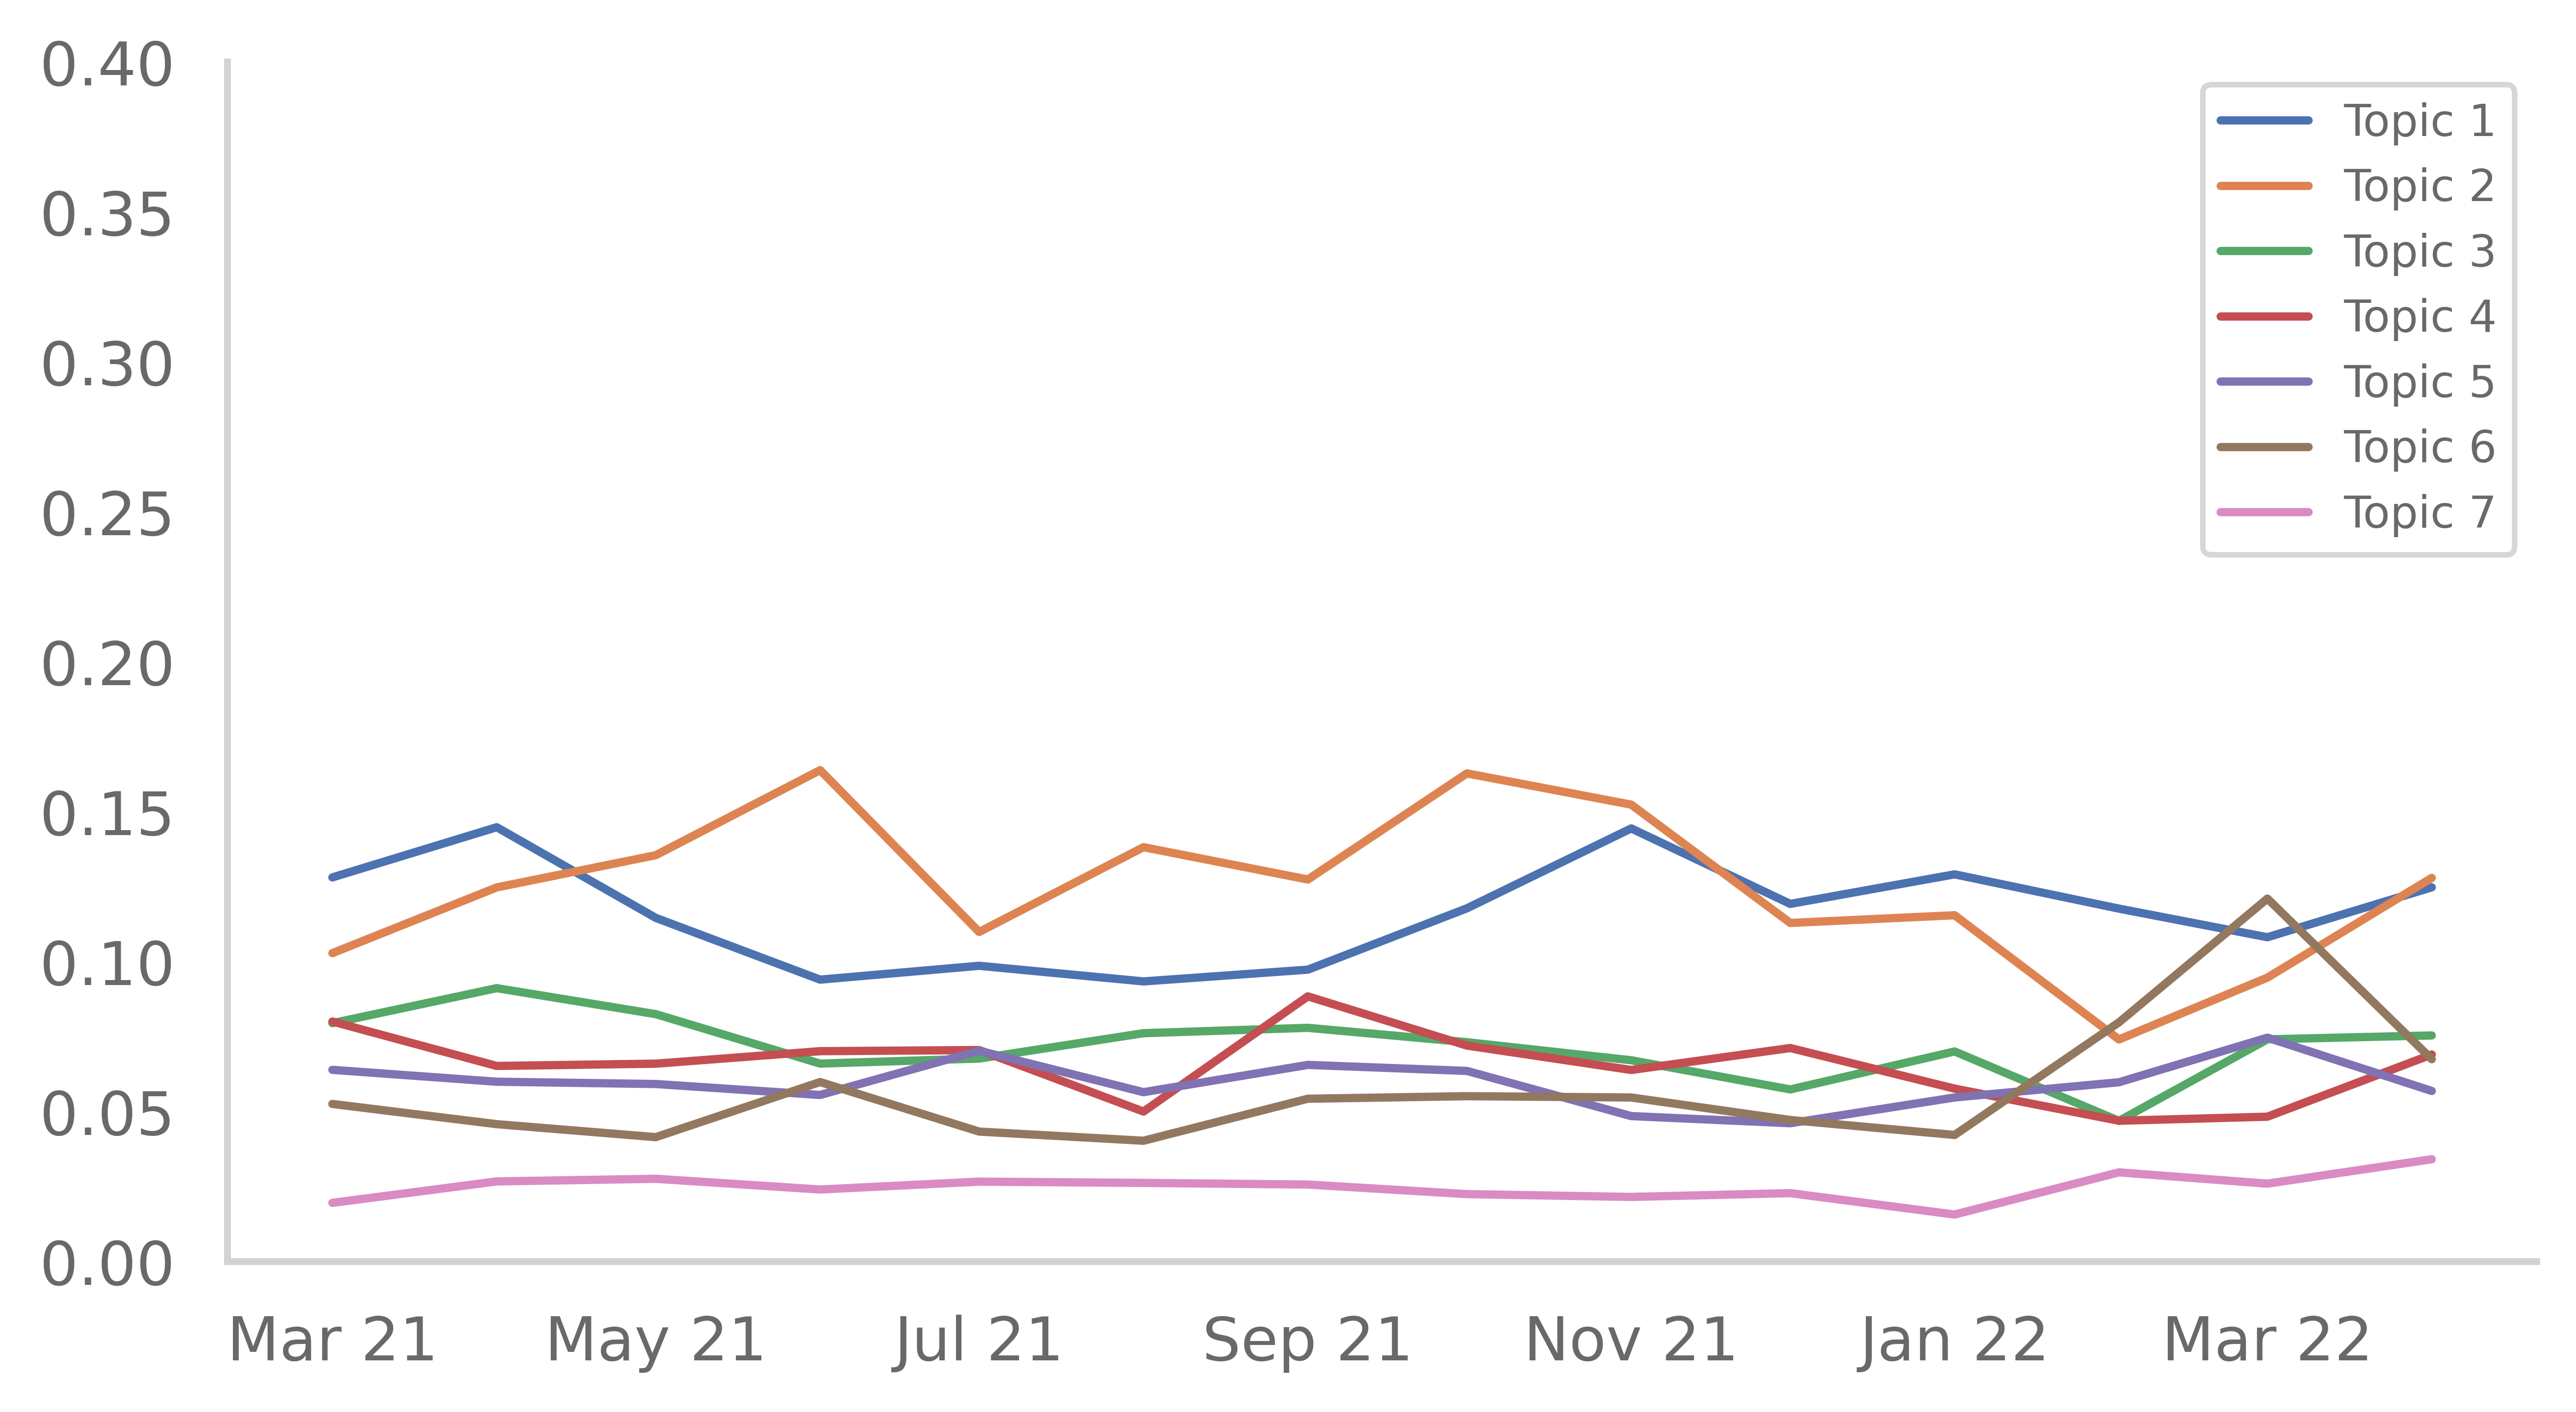 0.40
0.35
0.30
0.25
0.20
0.15
0.10
0.05
0.00
Mar 21 May 21 Jul 21 Sep 21 Nov 21 Jan 22 Mar 22
Topic 1
Topic 2
Topic 3
Topic 4
Topic 5
Topic 6
Topic 7